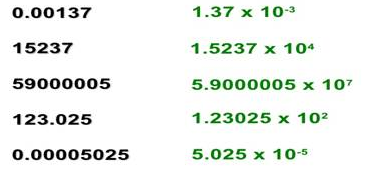 0.00137 1.37 x 10⁻³
15237 1.5237 x 10⁴
59000005 5.9000005 x 10⁷
123.025 1.23025 x 10²
0.00005025 5.025 x 10⁻⁵